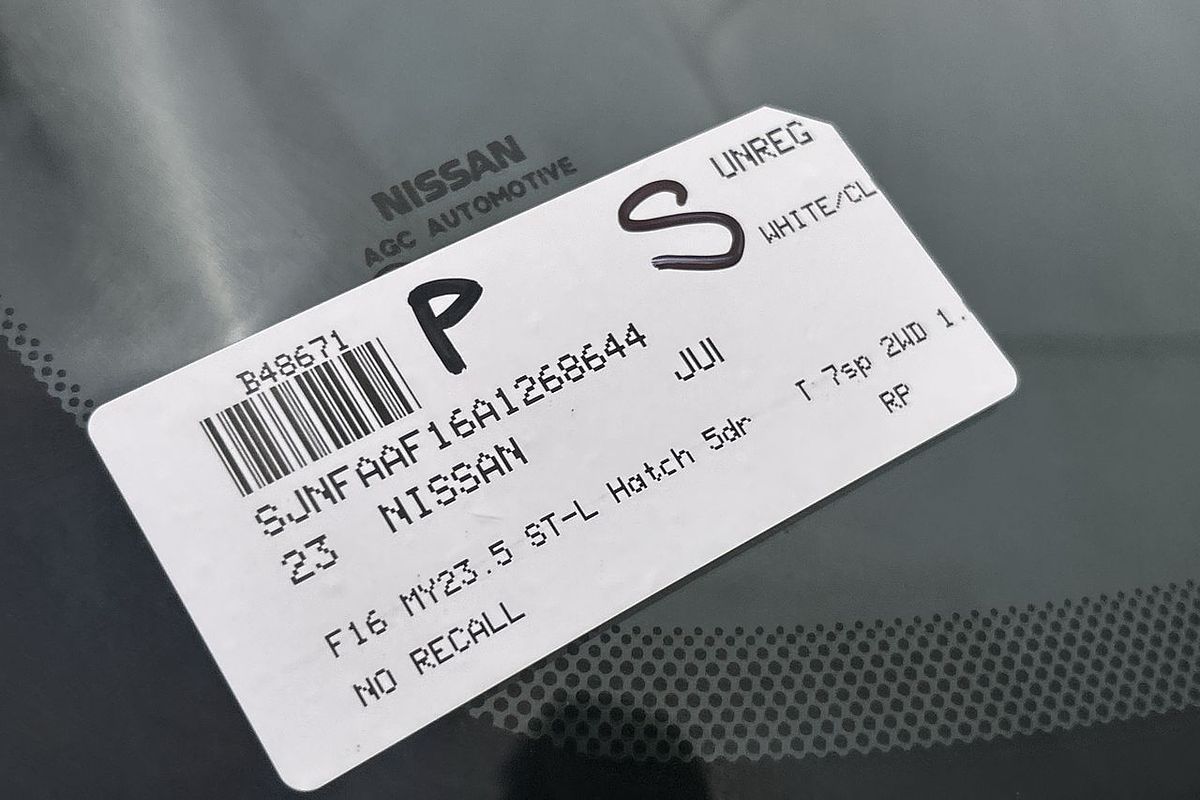 NISSAN
AGC AUTOMOTIVE
UNREG
S
WHITE/CL
P
B48671
SJNFAAF16A1268644
23 NISSAN JUI
F16 MY23.5 ST-L Hatch 5dr T 7sp 2WD 1.
NO RECALL RP